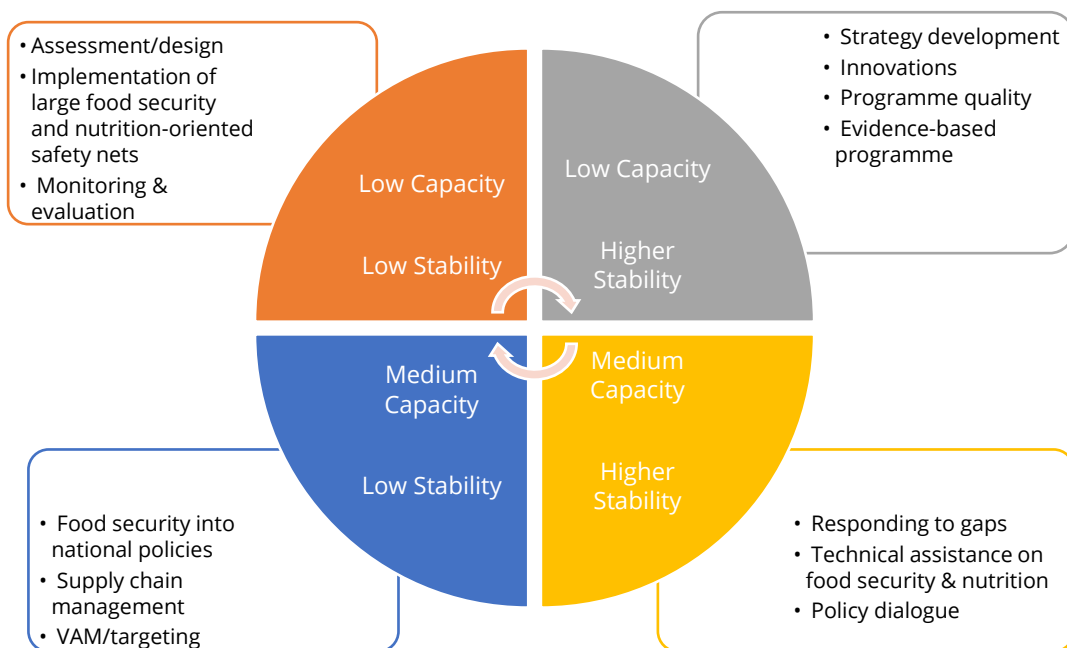 • Assessment/design
• Implementation of
large food security
and nutrition-oriented
safety nets
• Monitoring &
evaluation
• Strategy development
• Innovations
• Programme quality
• Evidence-based
programme
Low Capacity
Low Stability
Low Capacity
Higher
Stability
Medium
Capacity
Low Stability
Medium
Capacity
Higher
Stability
• Food security into
national policies
• Supply chain
management
• VAM/targeting
• Responding to gaps
• Technical assistance on
food security & nutrition
• Policy dialogue